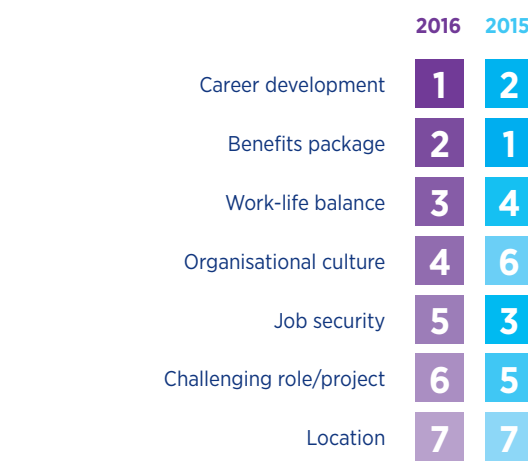 2016 2015
Career development 1 2
Benefits package 2 1
Work-life balance 3 4
Organisational culture 4 6
Job security 5 3
Challenging role/project 6 5
Location 7 7